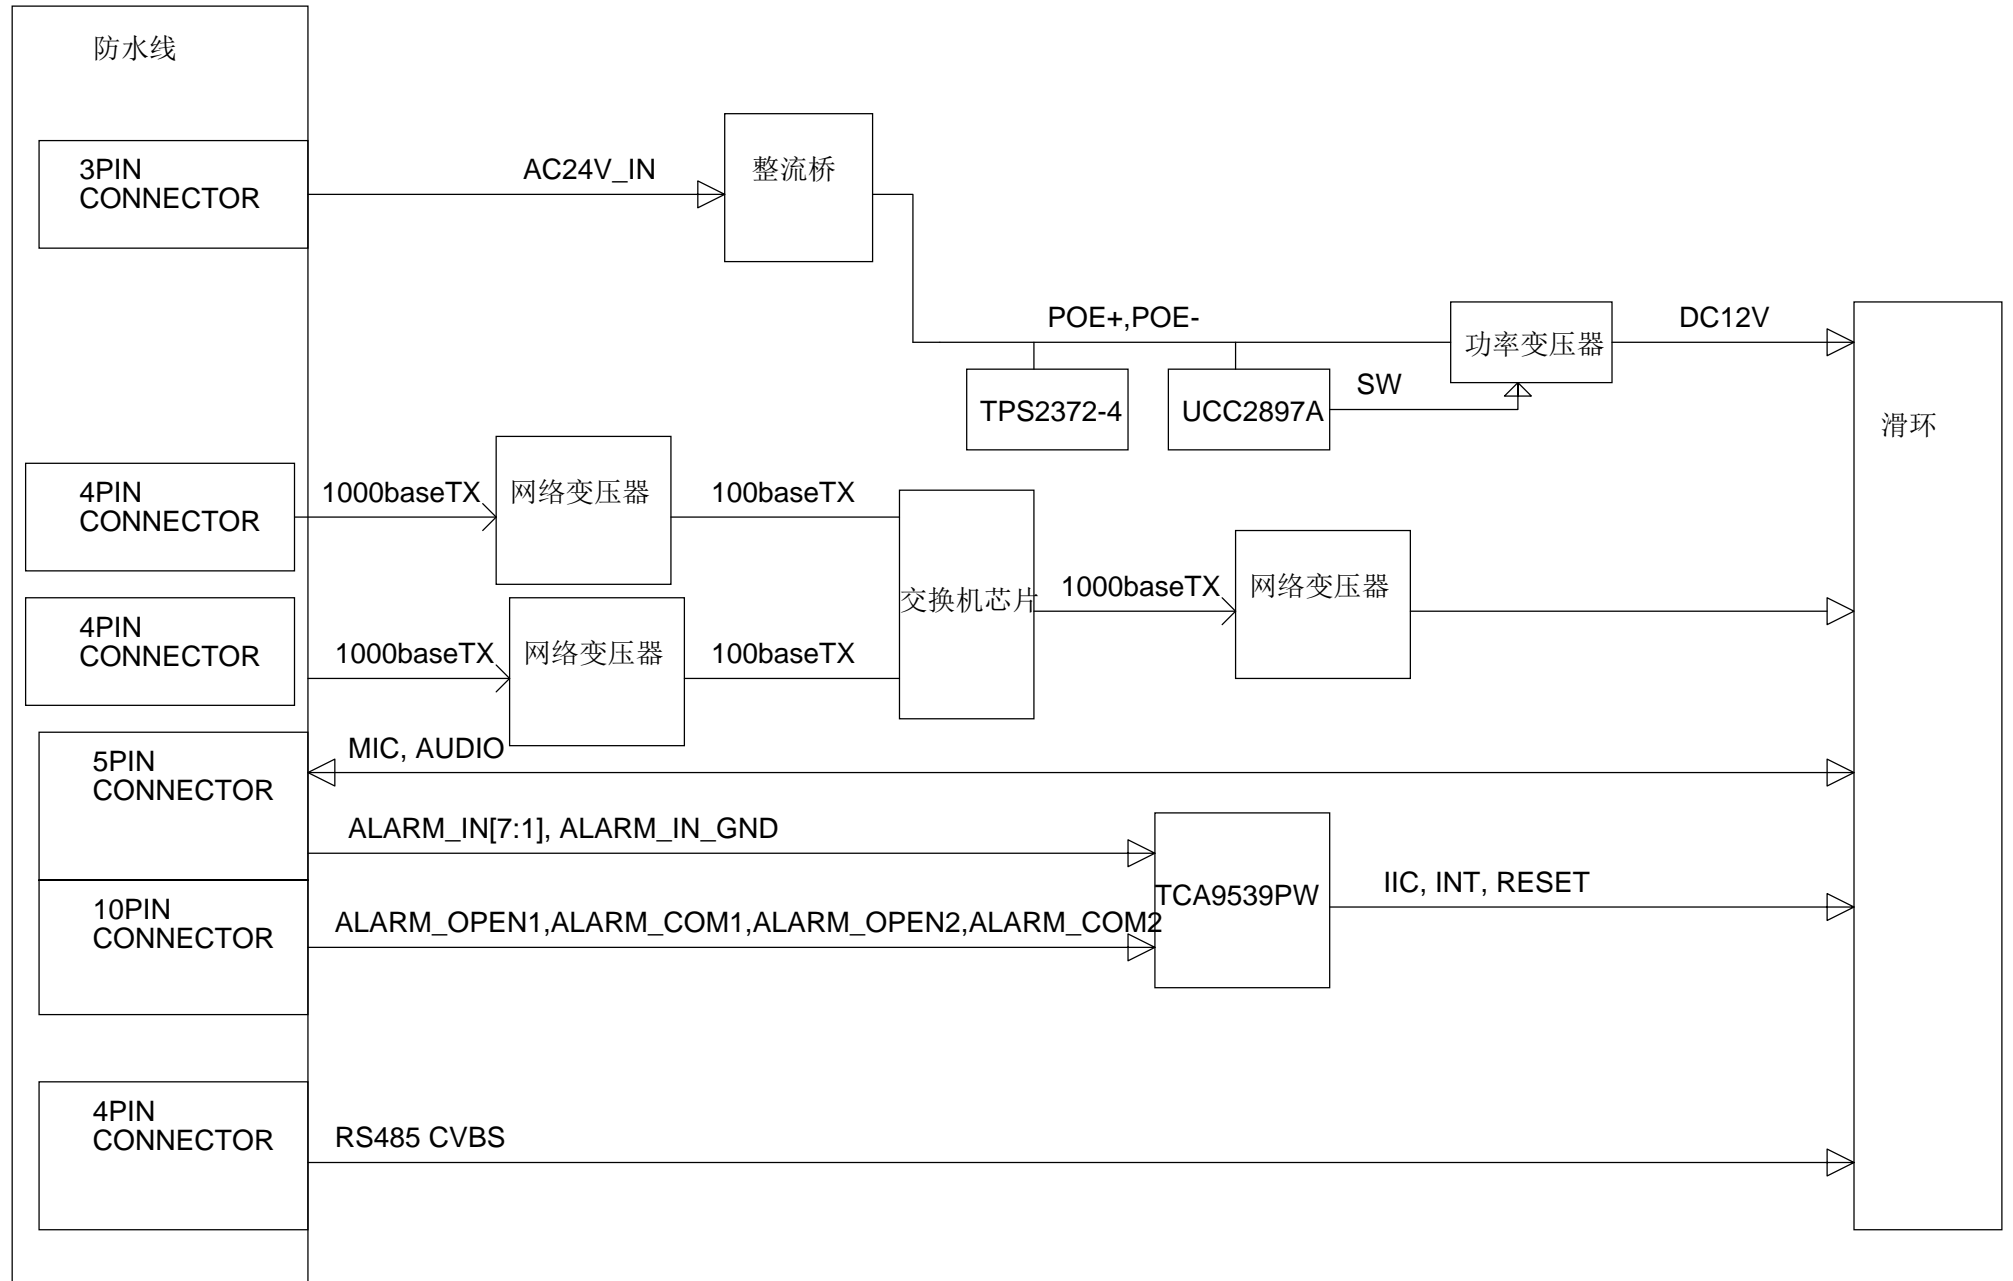 防水线
3PIN
CONNECTOR
AC24V_IN
整流桥
POE+,POE-
功率变压器
DC12V
TPS2372-4
UCC2897A
SW
滑环
4PIN
CONNECTOR
1000baseTX
网络变压器
100baseTX
交换机芯片
1000baseTX
网络变压器
4PIN
CONNECTOR
1000baseTX
网络变压器
100baseTX
5PIN
CONNECTOR
MIC, AUDIO
ALARM_IN[7:1], ALARM_IN_GND
TCA9539PW
IIC, INT, RESET
10PIN
CONNECTOR
ALARM_OPEN1,ALARM_COM1,ALARM_OPEN2,ALARM_COM2
4PIN
CONNECTOR
RS485 CVBS